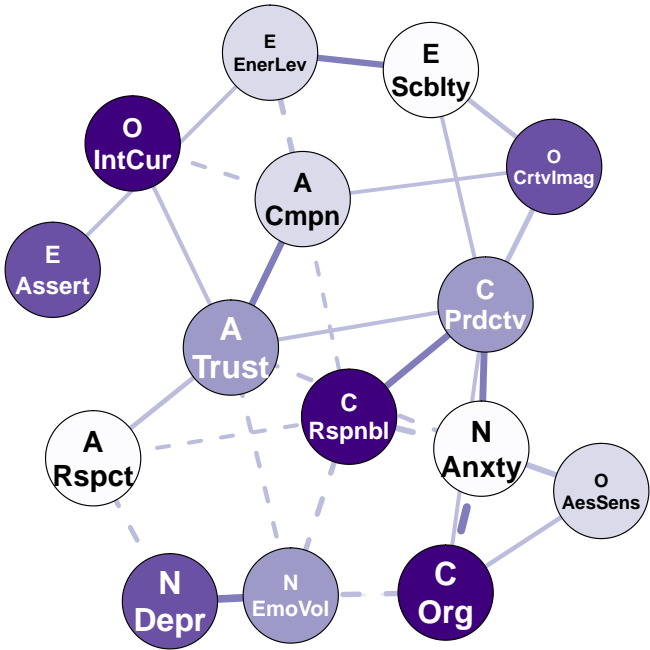 E
EnerLev
E
Scblty
O
IntCur
O
CrtvImag
A
Cmpn
E
Assert
C
Prdctv
A
Trust
C
Rspnbl
N
Anxty
A
Rspct
O
AesSens
N
Depr
N
EmoVol
C
Org